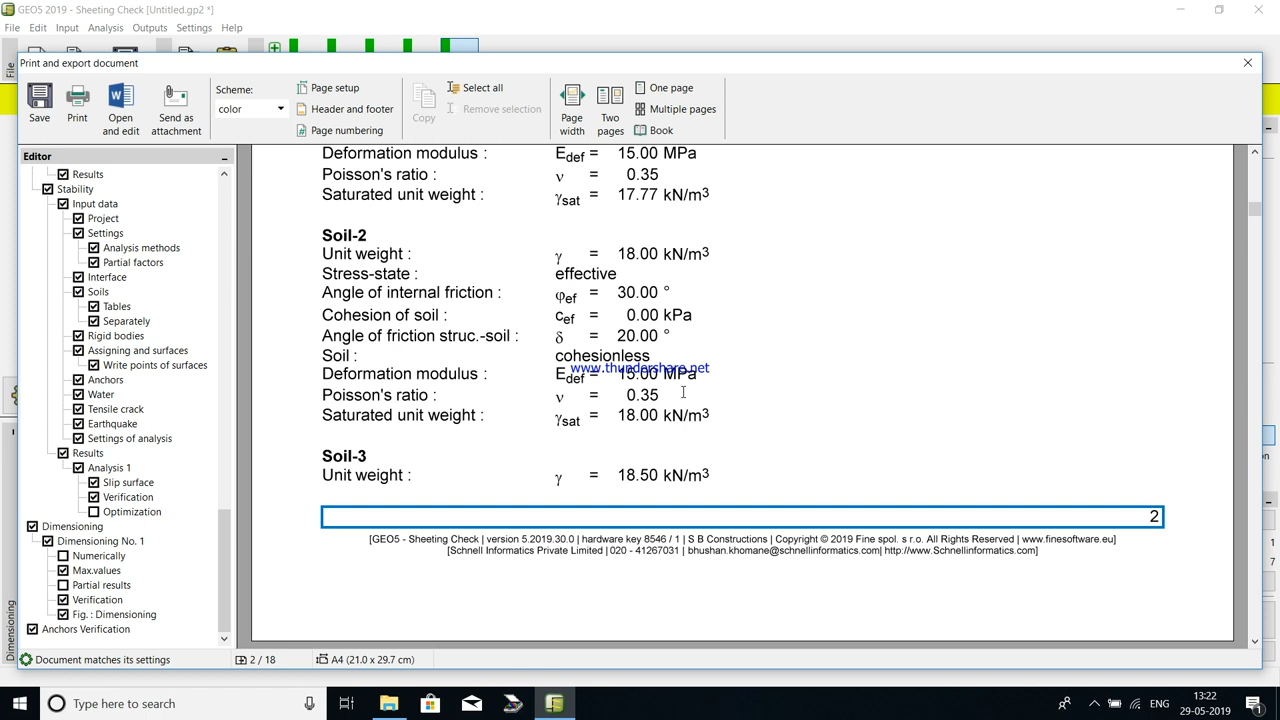 GEO5 2019 - Sheeting Check [Untitled.gp2 *]
File Edit Input Analysis Outputs Settings Help
File
Print and export document
Save
Print
Open and edit
Send as attachment
Scheme:
color
Page setup
Header and footer
Page numbering
Copy
Select all
Remove selection
Page width
Two pages
One page
Multiple pages
Book
Editor
Results
Stability
Input data
Project
Settings
Analysis methods
Partial factors
Interface
Soils
Tables
Separately
Rigid bodies
Assigning and surfaces
Write points of surfaces
Anchors
Water
Tensile crack
Earthquake
Settings of analysis
Results
Analysis 1
Slip surface
Verification
Optimization
Dimensioning
Dimensioning No. 1
Numerically
Max.values
Partial results
Verification
Fig. : Dimensioning
Anchors Verification
Deformation modulus : Edef = 15.00 MPa
Poisson's ratio : ν = 0.35
Saturated unit weight : γsat = 17.77 kN/m3
Soil-2
Unit weight : γ = 18.00 kN/m3
Stress-state : effective
Angle of internal friction : φef = 30.00 °
Cohesion of soil : cef = 0.00 kPa
Angle of friction struc.-soil : δ = 20.00 °
Soil : cohesionless
www.thundershare.net
Deformation modulus : Edef = 15.00 MPa
Poisson's ratio : ν = 0.35
Saturated unit weight : γsat = 18.00 kN/m3
Soil-3
Unit weight : γ = 18.50 kN/m3
2
[GEO5 - Sheeting Check | version 5.2019.30.0 | hardware key 8546 / 1 | S B Constructions | Copyright © 2019 Fine spol. s r.o. All Rights Reserved | www.finesoftware.eu]
[Schnell Informatics Private Limited | 020 - 41267031 | bhushan.khomane@schnellinformatics.com| http://www.Schnellinformatics.com]
Dimensioning
on
1
7
Document matches its settings
2 / 18
A4 (21.0 x 29.7 cm)
Type here to search
ENG
13:22
29-05-2019
1